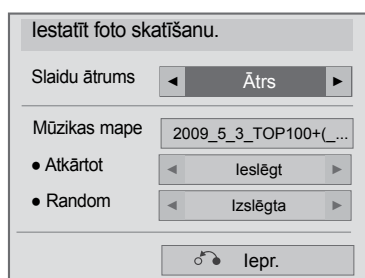 Iestatīt foto skatīšanu.
Slaidu ātrums ◄ Ātrs ►
Mūzikas mape 2009_5_3_TOP100+(_...
● Atkārtot ◄ Ieslēgt ►
● Random ◄ Izslēgta ►
Iepr.